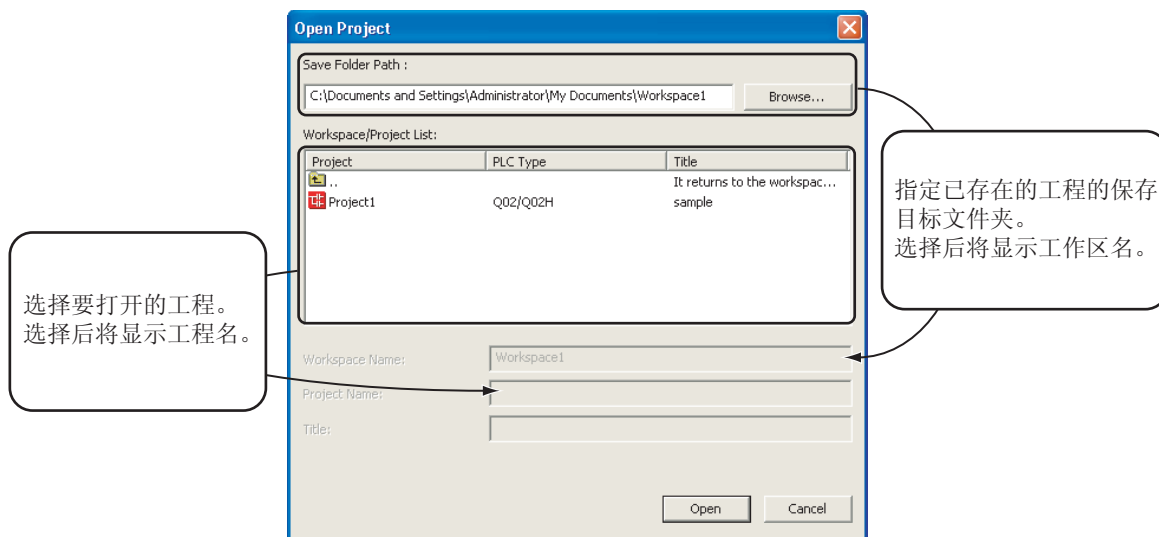 Open Project
Save Folder Path :
C:\Documents and Settings\Administrator\My Documents\Workspace1
Browse...
Workspace/Project List:
Project PLC Type Title
.. It returns to the workspac...
Project1 Q02/Q02H sample
指定已存在的工程的保存
目标文件夹。
选择后将显示工作区名。
选择要打开的工程。
选择后将显示工程名。
Workspace Name: Workspace1
Project Name:
Title:
Open Cancel